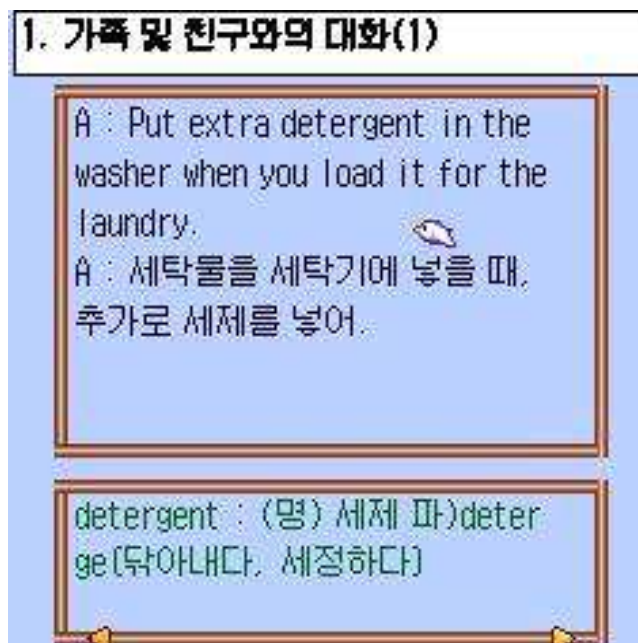 1. 가족 및 친구와의 대화(1)
A : Put extra detergent in the
washer when you load it for the
laundry.
A : 세탁물을 세탁기에 넣을 때,
추가로 세제를 넣어.
detergent : (명) 세제 파)deter
ge(닦아내다, 세정하다)